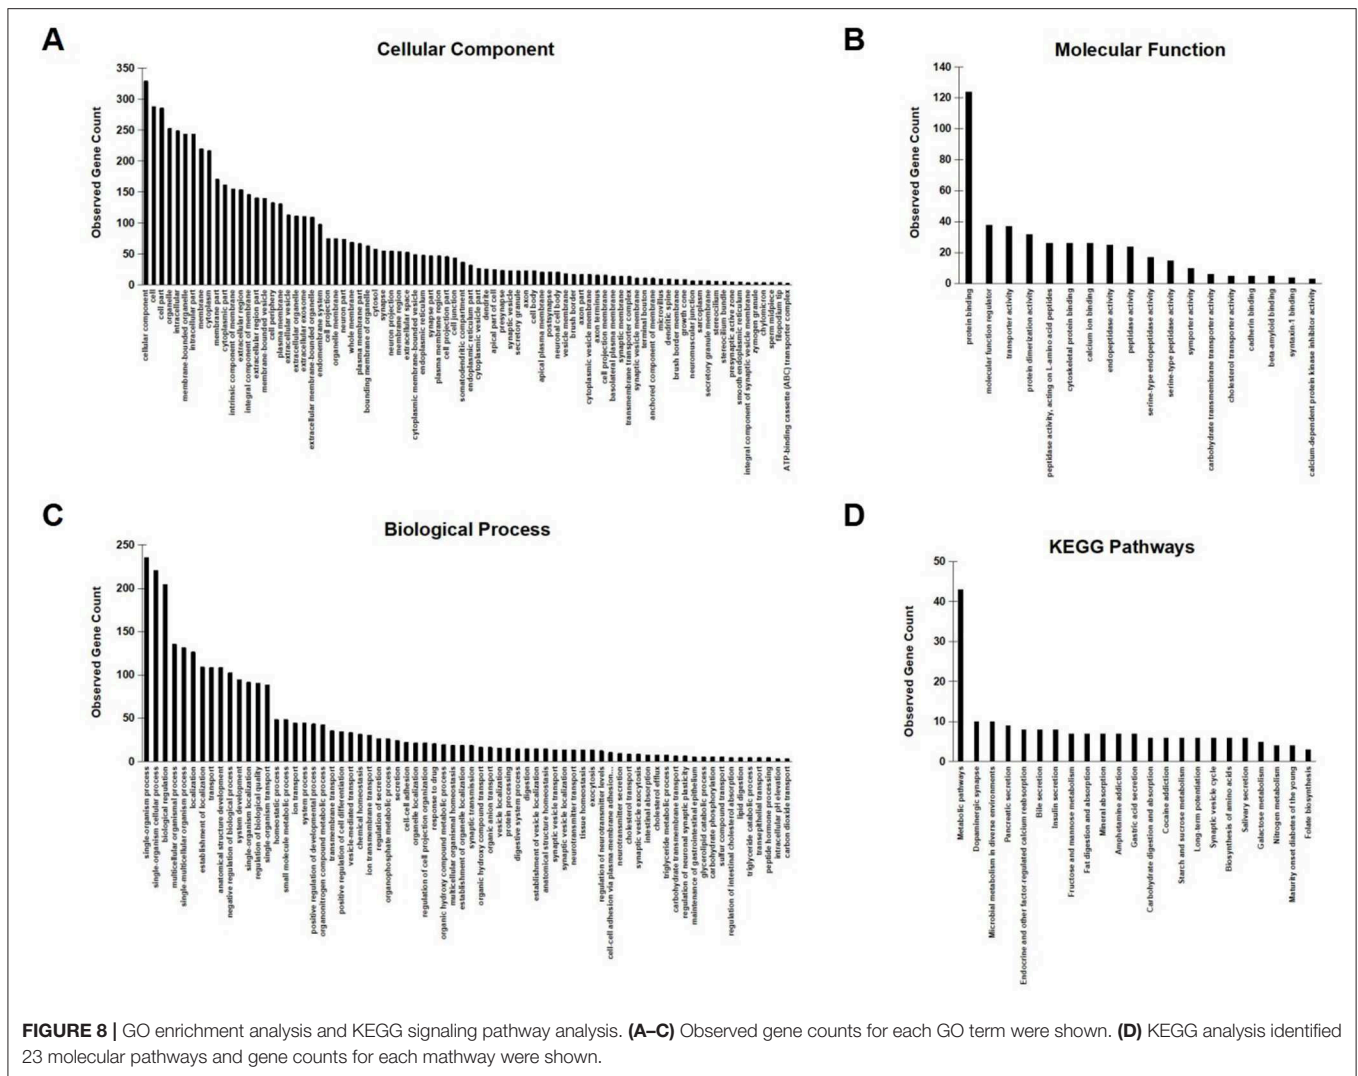 A
Cellular Component
Observed Gene Count
350
300
250
200
150
100
50
0
cellular component
cell
cell part
organelle
intracellular
membrane-bounded organelle
intracellular part
membrane
cytoplasm
membrane part
cytoplasmic part
intrinsic component of membrane
extracellular region
integral component of membrane
extracellular region part
membrane-bounded vesicle
cell periphery
plasma membrane
extracellular vesicle
extracellular organelle
extracellular exosome
extracellular membrane-bounded organelle
endomembrane system
cell projection
organelle membrane
neuron part
whole membrane
plasma membrane part
bounding membrane of organelle
cytosol
synapse
neuron projection
membrane region
extracellular space
cytoplasmic membrane-bounded vesicle
endoplasmic reticulum
synapse part
plasma membrane region
cell projection part
cell junction
somatodendritic compartment
endoplasmic reticulum part
cytoplasmic vesicle part
dendrite
apical part of cell
presynapse
synaptic vesicle
secretory granule
axon
cell body
apical plasma membrane
postsynapse
neuronal cell body
vesicle membrane
brush border
axon part
cytoplasmic vesicle membrane
axon terminus
cell projection membrane
basolateral plasma membrane
synaptic membrane
transmembrane transporter complex
synaptic vesicle membrane
terminal bouton
anchored component of membrane
microvillus
dendritic spine
brush border membrane
growth cone
neuromuscular junction
sarcoplasm
secretory granule membrane
stereocilium
stereocilium bundle
presynaptic active zone
smooth endoplasmic reticulum
integral component of synaptic vesicle membrane
zymogen granule
chylomicron
sperm midpiece
filopodium tip
ATP-binding cassette (ABC) transporter complex
B
Molecular Function
Observed Gene Count
140
120
100
80
60
40
20
0
protein binding
molecular function regulator
transporter activity
protein dimerization activity
peptidase activity, acting on L-amino acid peptides
cytoskeletal protein binding
calcium ion binding
endopeptidase activity
peptidase activity
serine-type endopeptidase activity
serine-type peptidase activity
symporter activity
carbohydrate transmembrane transporter activity
cholesterol transporter activity
cadherin binding
beta-amyloid binding
syntaxin-1 binding
calcium-dependent protein kinase inhibitor activity
C
Biological Process
Observed Gene Count
250
200
150
100
50
0
single-organism process
single-organism cellular process
biological regulation
multicellular organismal process
single-multicellular organism process
localization
establishment of localization
transport
anatomical structure development
negative regulation of biological process
system development
single-organism localization
regulation of biological quality
single-organism transport
homeostatic process
small molecule metabolic process
ion transport
system process
positive regulation of developmental process
organonitrogen compound metabolic process
transmembrane transport
positive regulation of cell differentiation
vesicle-mediated transport
chemical homeostasis
ion transmembrane transport
regulation of secretion
organophosphate metabolic process
secretion
cell-cell adhesion
organelle localization
regulation of cell projection organization
response to drug
organic hydroxy compound metabolic process
multicellular organismal homeostasis
establishment of organelle localization
synaptic transmission
organic hydroxy compound transport
organic anion transport
vesicle localization
protein processing
digestive system process
digestion
establishment of vesicle localization
anatomical structure homeostasis
synaptic vesicle transport
synaptic vesicle localization
neurotransmitter transport
tissue homeostasis
exocytosis
regulation of neurotransmitter levels
cell-cell adhesion via plasma-membrane adhesion....
neurotransmitter secretion
cholesterol transport
synaptic vesicle exocytosis
intestinal absorption
cholesterol efflux
triglyceride metabolic process
carbohydrate transmembrane transport
regulation of neuronal synaptic plasticity
maintenance of gastrointestinal epithelium
glycerolipid catabolic process
carbohydrate phosphorylation
sulfur compound transport
regulation of intestinal cholesterol absorption
lipid digestion
triglyceride catabolic process
transepithelial transport
peptide hormone processing
intracellular pH elevation
carbon dioxide transport
D
KEGG Pathways
Observed Gene Count
50
40
30
20
10
0
Metabolic pathways
Dopaminergic synapse
Microbial metabolism in diverse environments
Pancreatic secretion
Endocrine and other factor-regulated calcium reabsorption
Bile secretion
Insulin secretion
Fructose and mannose metabolism
Fat digestion and absorption
Mineral absorption
Amphetamine addiction
Gastric acid secretion
Carbohydrate digestion and absorption
Cocaine addiction
Starch and sucrose metabolism
Long-term potentiation
Synaptic vesicle cycle
Biosynthesis of amino acids
Salivary secretion
Galactose metabolism
Nitrogen metabolism
Maturity onset diabetes of the young
Folate biosynthesis
FIGURE 8 | GO enrichment analysis and KEGG signaling pathway analysis. (A–C) Observed gene counts for each GO term were shown. (D) KEGG analysis identified
23 molecular pathways and gene counts for each mathway were shown.